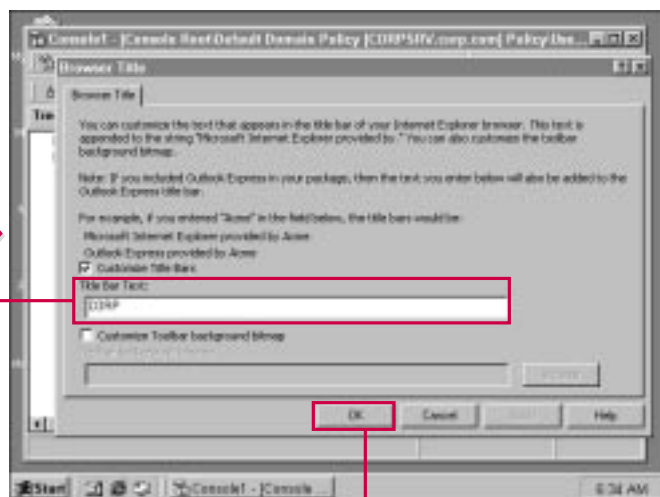 Console1 - [Console Root\Default Domain Policy [CORPSRV.corp.com] Policy\Use...
Browser Title
Browser Title
Tree
You can customize the text that appears in the title bar of your Internet Explorer browser. This text is
appended to the string "Microsoft Internet Explorer provided by." You can also customize the toolbar
background bitmap.
Note: If you included Outlook Express in your package, then the text you enter below will also be added to the
Outlook Express title bar.
For example, if you entered "Acme" in the field below, the title bars would be:
Microsoft Internet Explorer provided by Acme
Outlook Express provided by Acme
Customize Title Bars
Title Bar Text:
CORP
Customize Toolbar background bitmap
OK Cancel Help
Start Console1 - [Console ... 6:34 AM